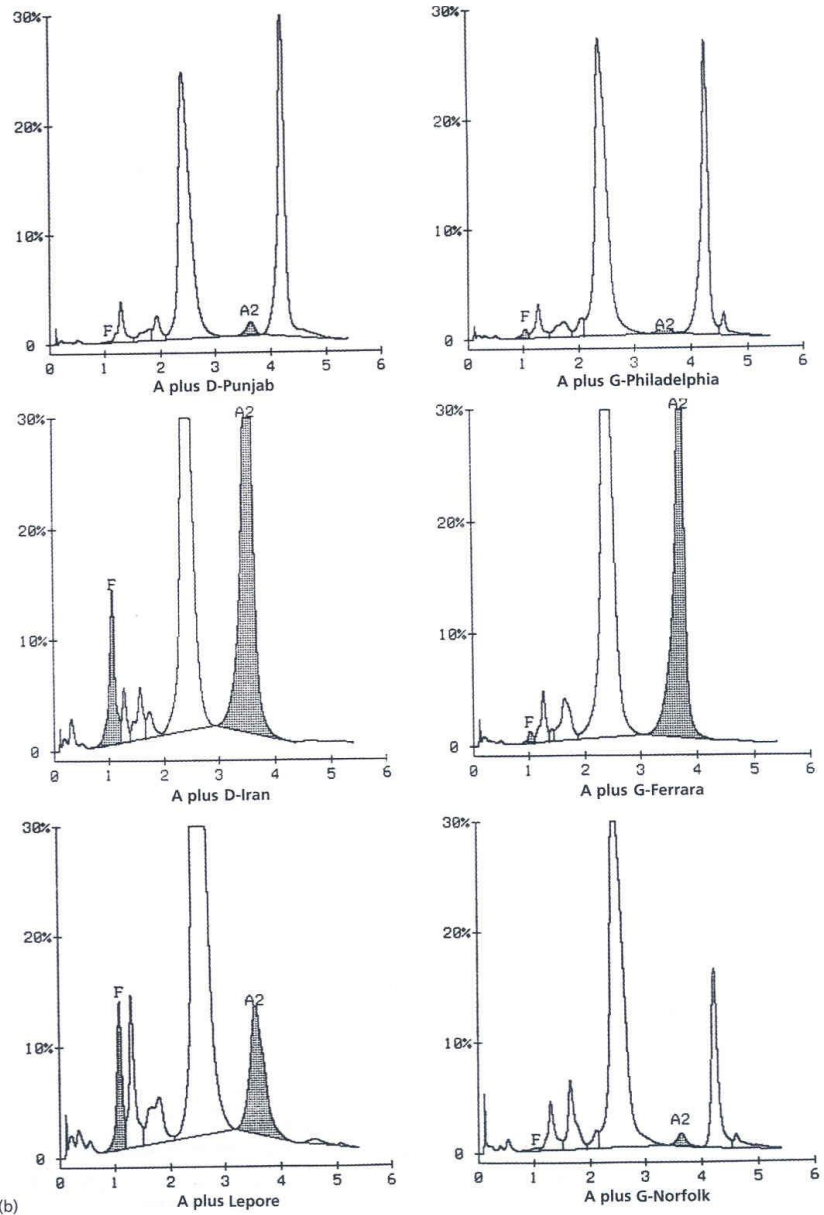 30%
20%
10%
0
F
A2
0 1 2 3 4 5 6
A plus D-Punjab
30%
20%
10%
0
F
A2
0 1 2 3 4 5 6
A plus G-Philadelphia
30%
20%
10%
0
F
A2
0 1 2 3 4 5 6
A plus D-Iran
30%
20%
10%
0
F
A2
0 1 2 3 4 5 6
A plus G-Ferrara
30%
20%
10%
0
F
A2
0 1 2 3 4 5 6
A plus Lepore
30%
20%
10%
0
F
A2
0 1 2 3 4 5 6
A plus G-Norfolk
(b)